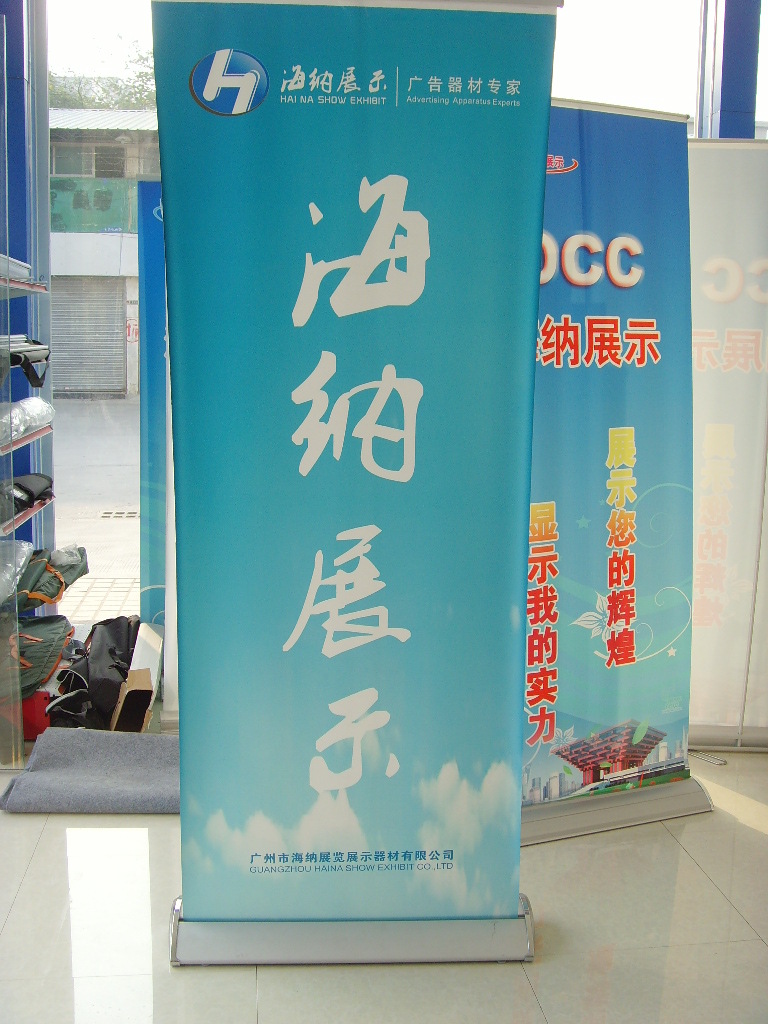 海纳展示
HAI NA SHOW EXHIBIT
广告器材专家
Advertising Apparatus Experts
海纳展示
广州市海纳展览展示器材有限公司
GUANGZHOU HAINA SHOW EXHIBIT CO.,LTD
展示
OCC
纳展示
展示您的辉煌
显示我的实力